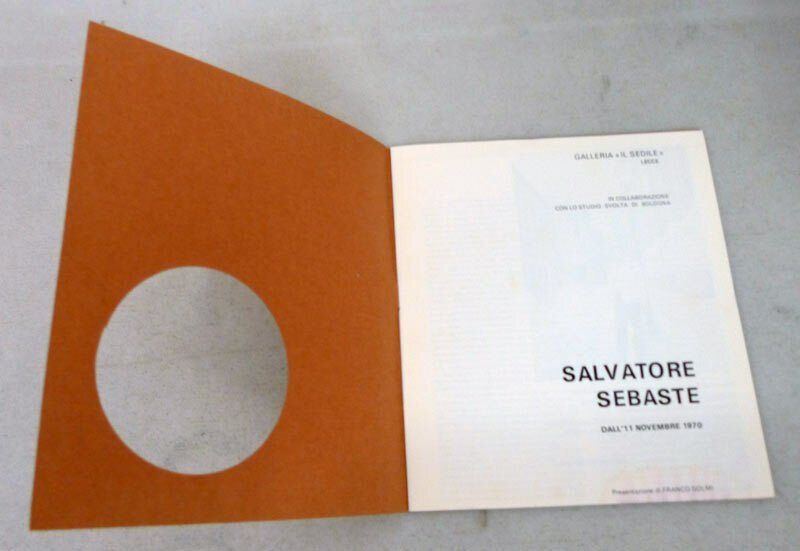 GALLERIA « IL SEDILE »
LECCE
IN COLLABORAZIONE
CON LO STUDIO SVOLTA DI BOLOGNA
SALVATORE
SEBASTE
DALL'11 NOVEMBRE 1970
Presentazione di FRANCO SOLMI